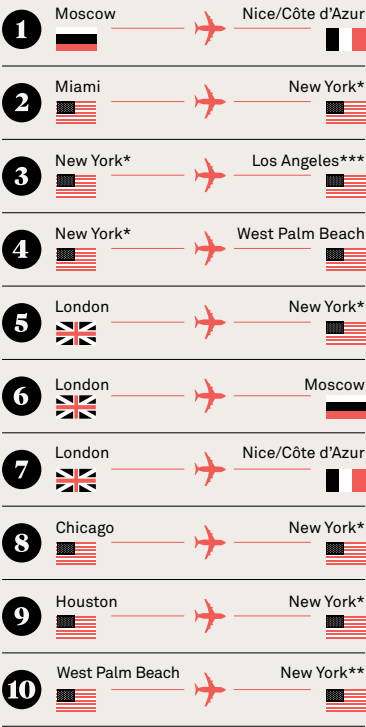 1 Moscow Nice/Côte d’Azur
2 Miami New York*
3 New York* Los Angeles***
4 New York* West Palm Beach
5 London New York*
6 London Moscow
7 London Nice/Côte d’Azur
8 Chicago New York*
9 Houston New York*
10 West Palm Beach New York**